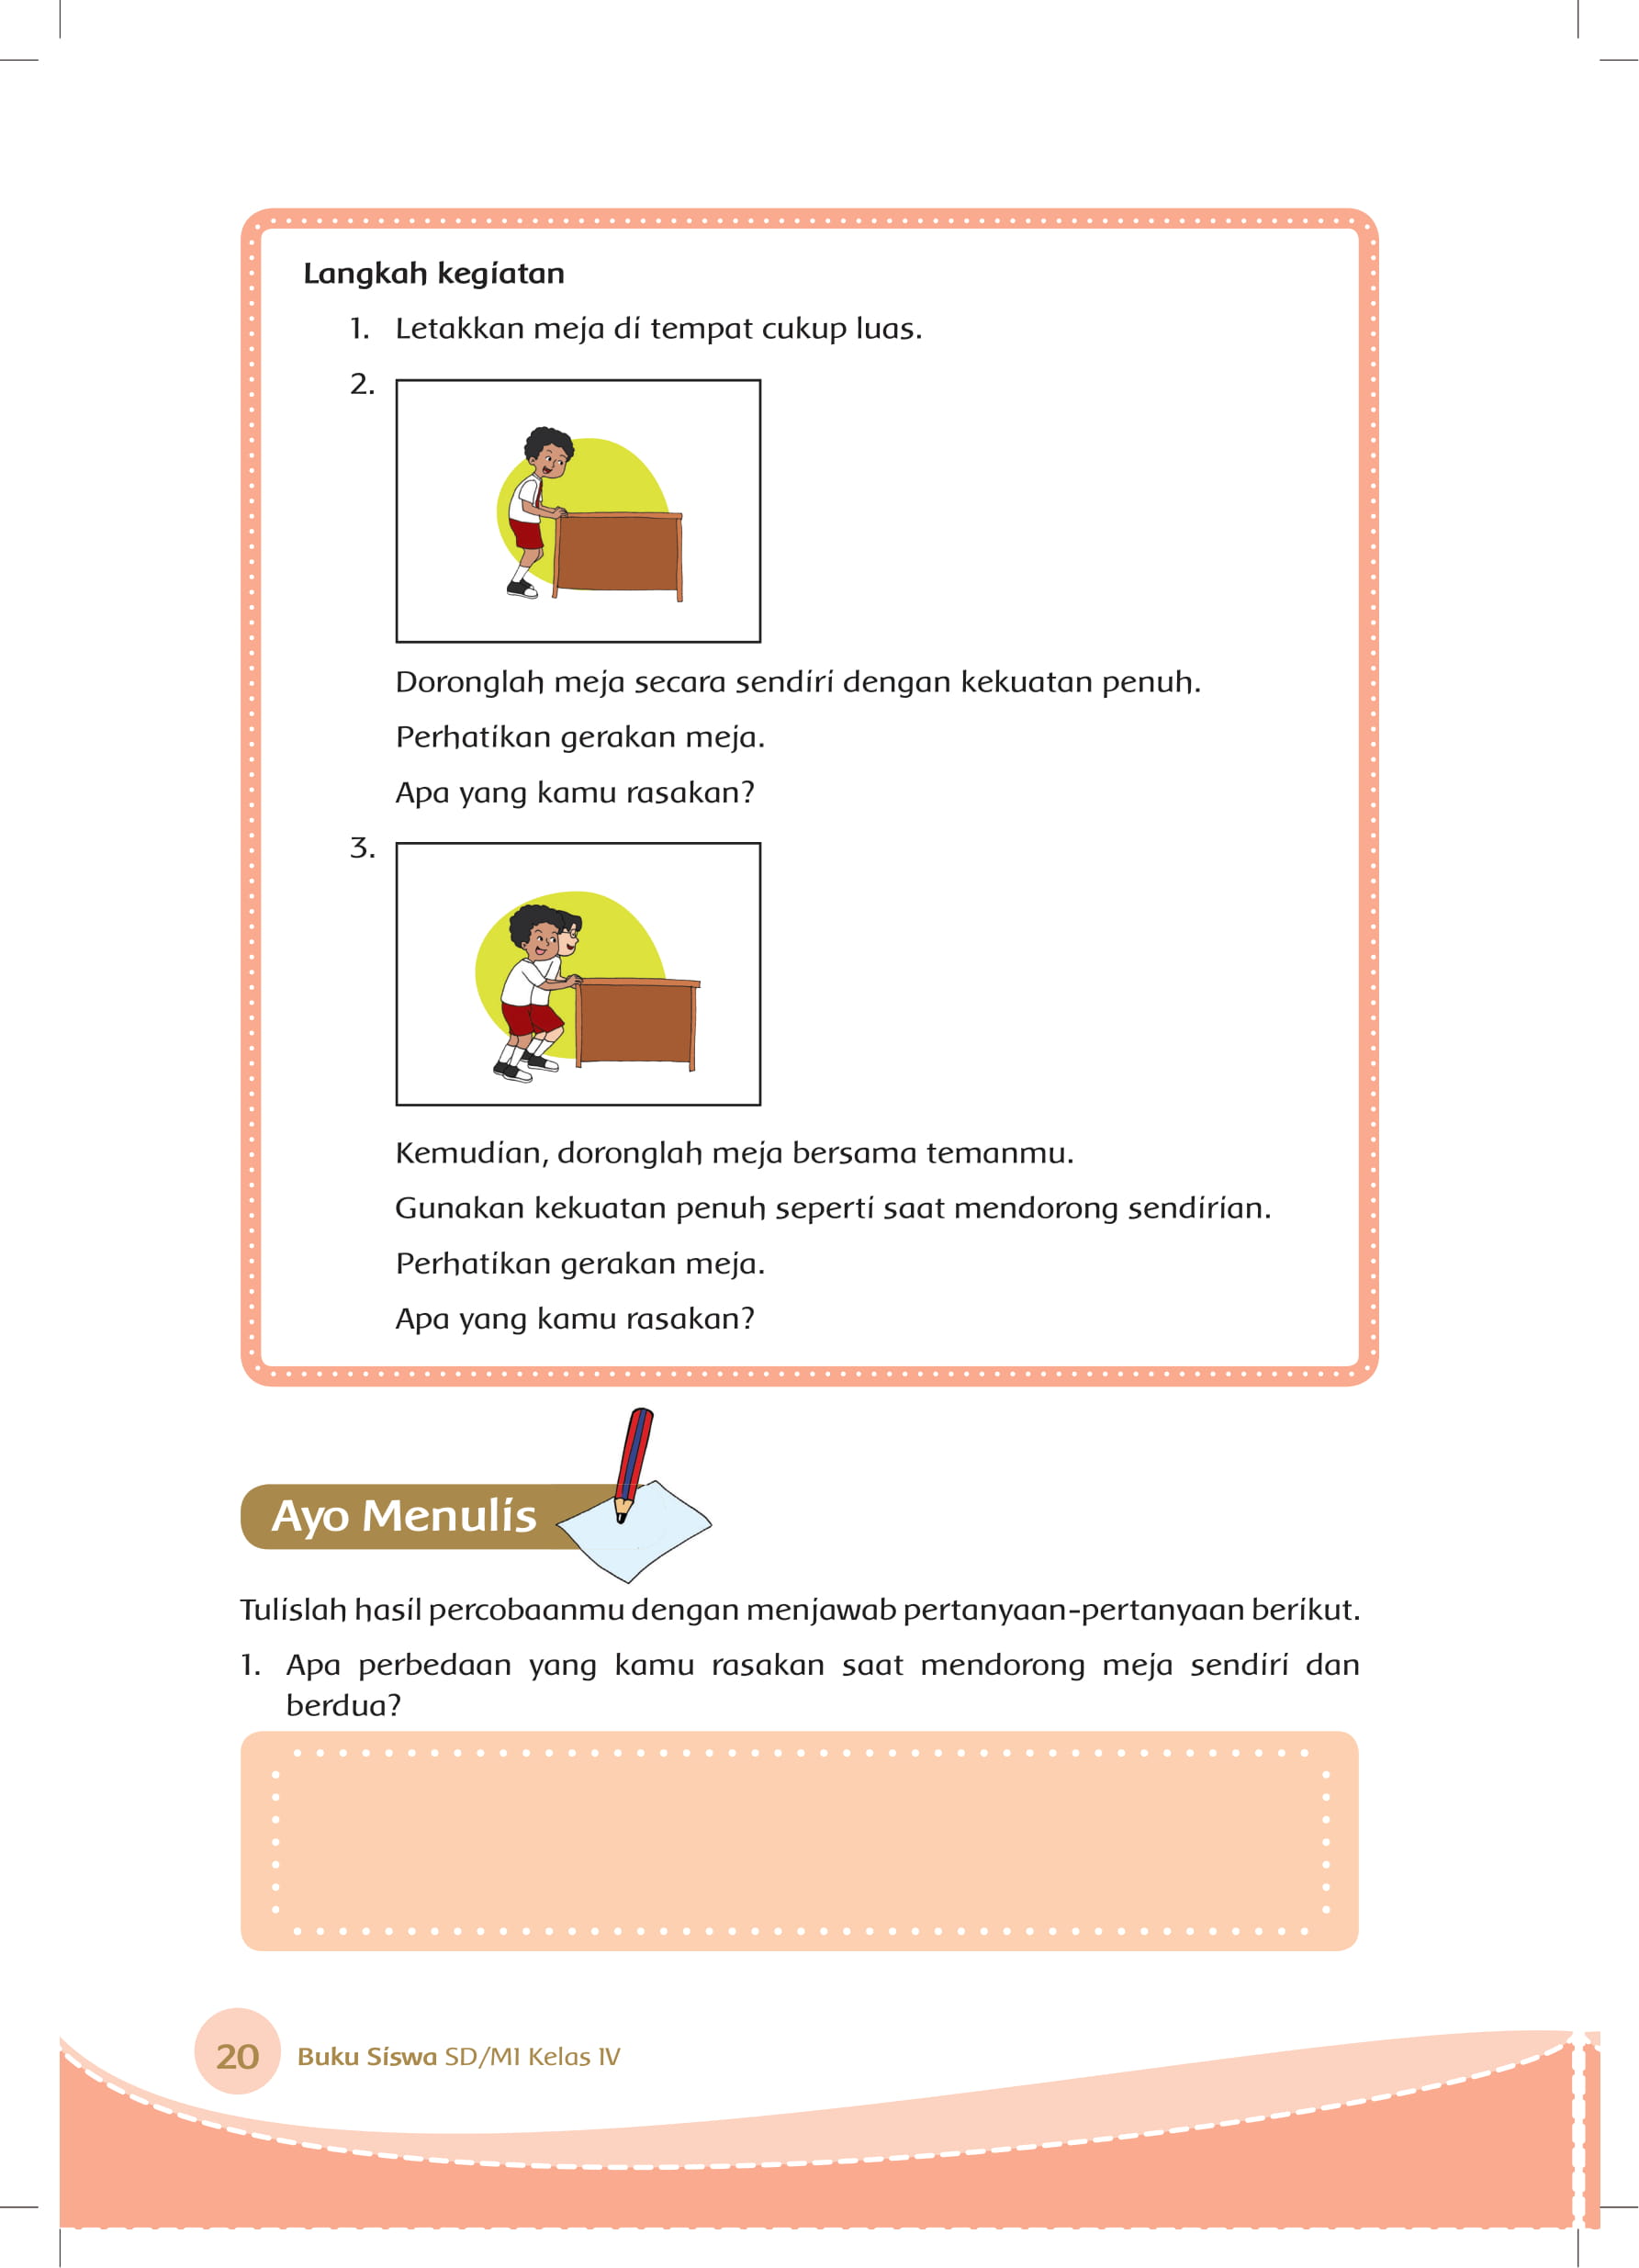 Langkah kegiatan
1. Letakkan meja di tempat cukup luas.
2.
Doronglah meja secara sendiri dengan kekuatan penuh.
Perhatikan gerakan meja.
Apa yang kamu rasakan?
3.
Kemudian, doronglah meja bersama temanmu.
Gunakan kekuatan penuh seperti saat mendorong sendirian.
Perhatikan gerakan meja.
Apa yang kamu rasakan?
Ayo Menulis
Tulislah hasil percobaanmu dengan menjawab pertanyaan-pertanyaan berikut.
1. Apa perbedaan yang kamu rasakan saat mendorong meja sendiri dan
berdua?
20 Buku Siswa SD/MI Kelas IV